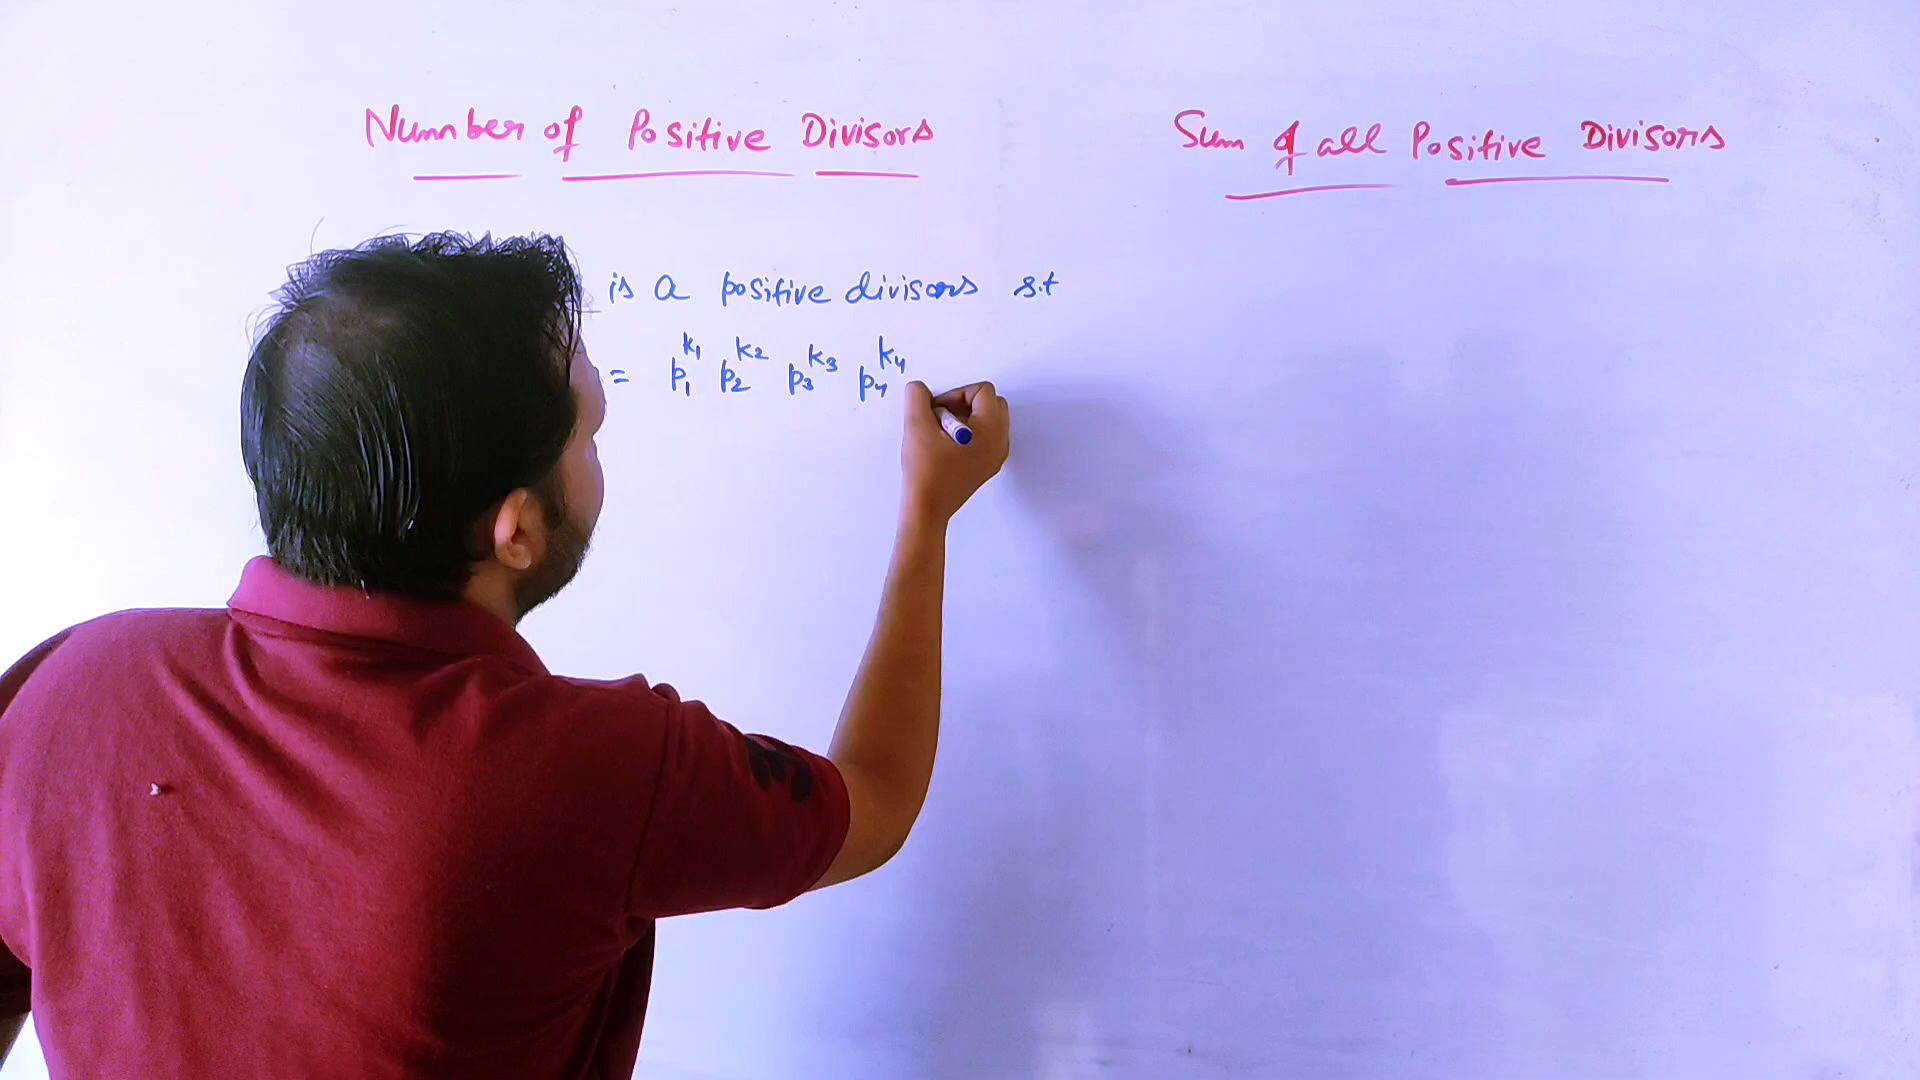 Number of Positive Divisors
Sum of all Positive Divisors
is a positive divisors s.t
= p₁^k₁ p₂^k₂ p₃^k₃ p₄^k₄